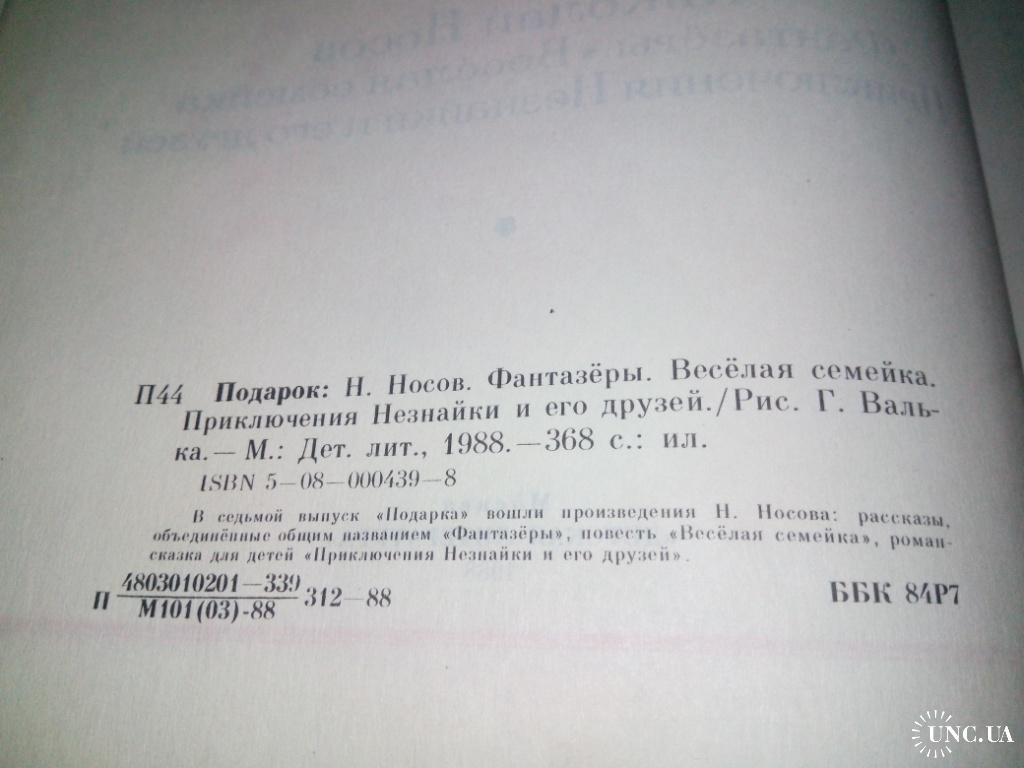 П44 Подарок: Н. Носов. Фантазёры. Весёлая семейка.
Приключения Незнайки и его друзей./Рис. Г. Валь-
ка.— М.: Дет. лит., 1988.—368 с.: ил.
ISBN 5—08—000439—8
В седьмой выпуск «Подарка» вошли произведения Н. Носова: рассказы,
объединённые общим названием «Фантазёры», повесть «Весёлая семейка», роман-
сказка для детей «Приключения Незнайки и его друзей».
П 4803010201—339
М101(03)-88
312—88
ББК 84Р7
UNC.UA